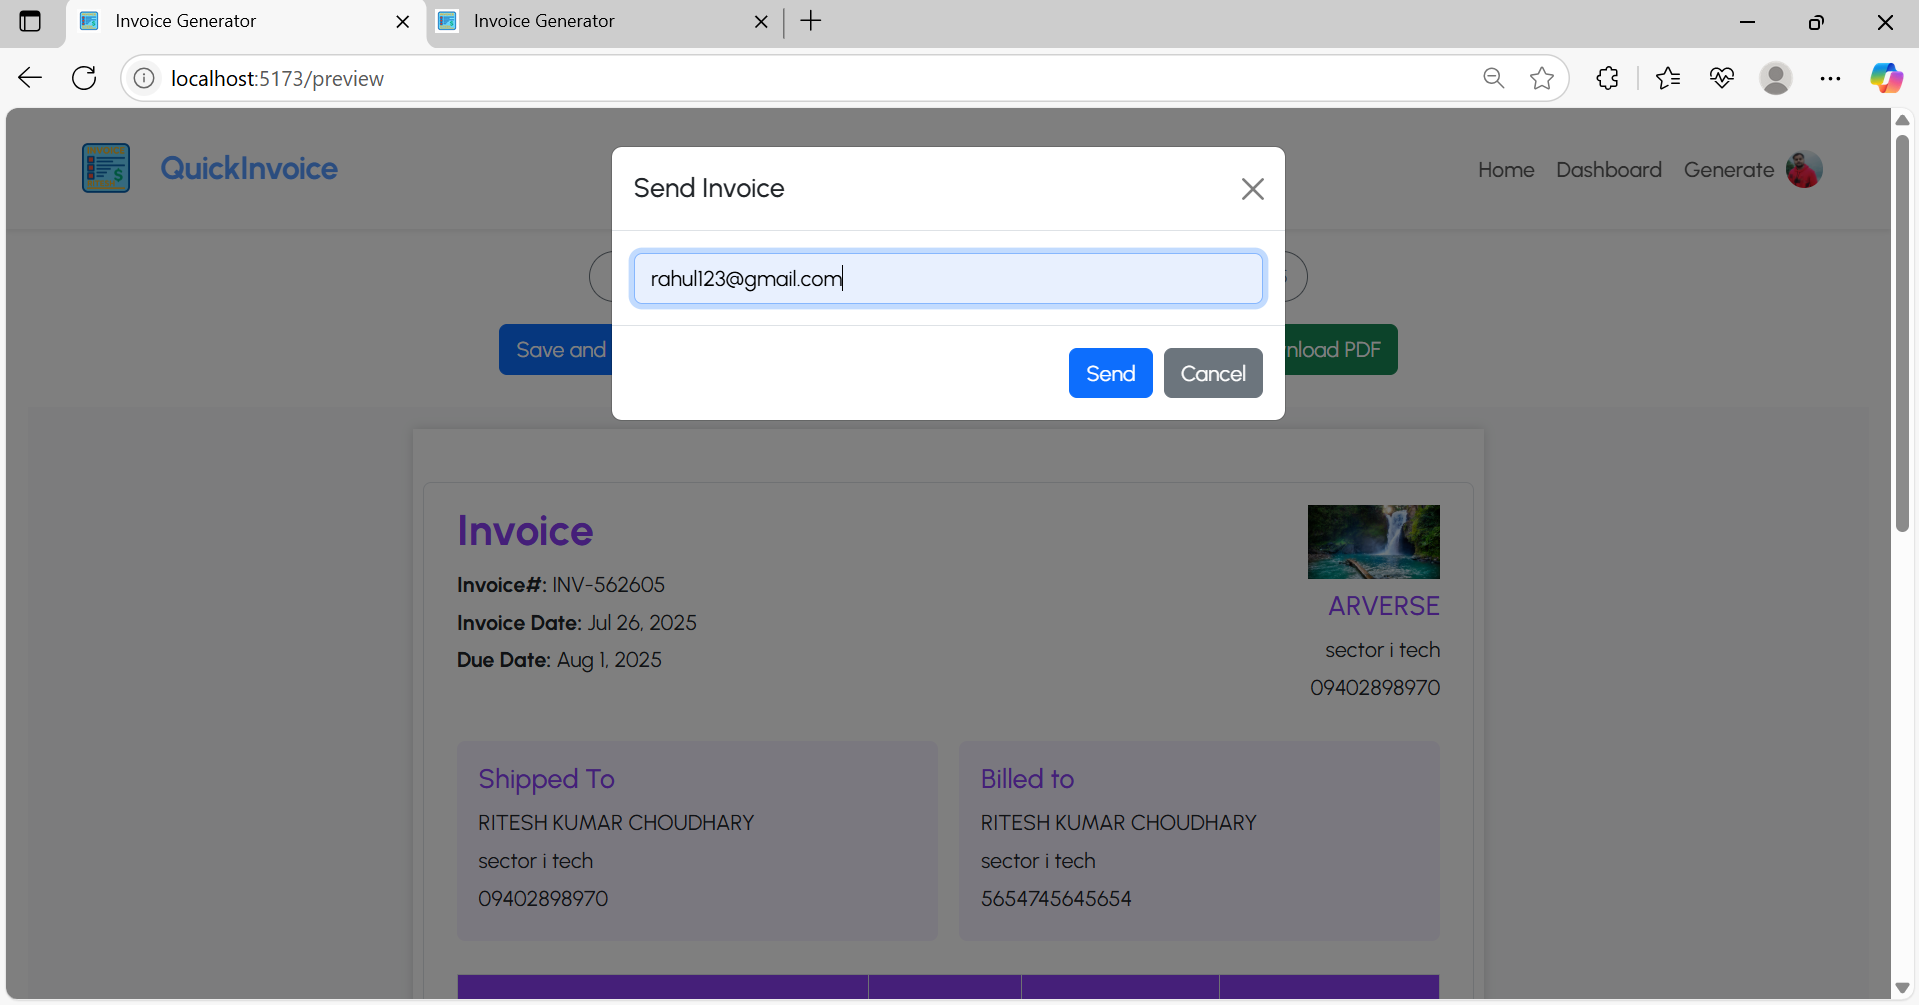 Invoice Generator
Invoice Generator
localhost:5173/preview
QuickInvoice
Home Dashboard Generate
Send Invoice
rahul123@gmail.com
Save and
nload PDF
Send Cancel
Invoice
Invoice#: INV-562605
Invoice Date: Jul 26, 2025
Due Date: Aug 1, 2025
ARVERSE
sector i tech
09402898970
Shipped To
RITESH KUMAR CHOUDHARY
sector i tech
09402898970
Billed to
RITESH KUMAR CHOUDHARY
sector i tech
5654745645654